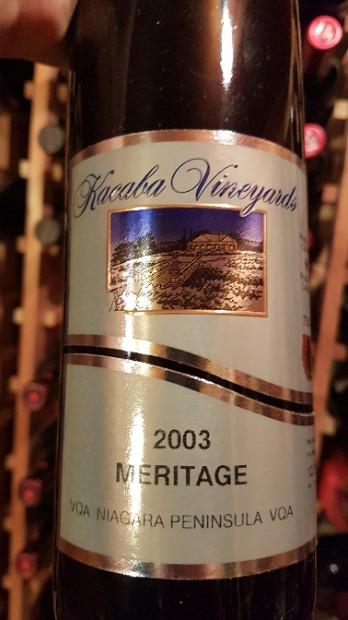 Kacaba Vineyards
2003
MERITAGE
VQA NIAGARA PENINSULA VQA